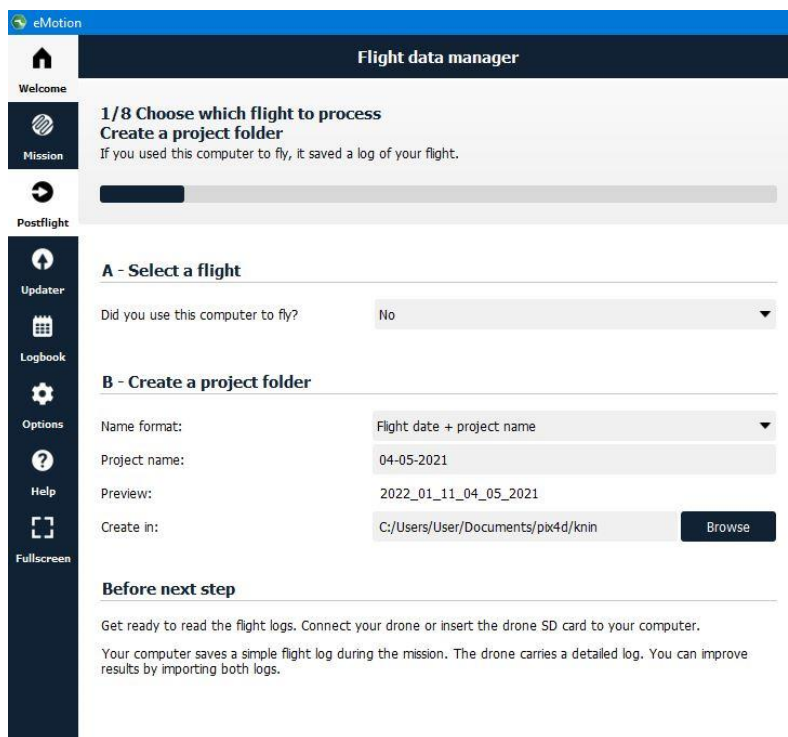 eMotion
Flight data manager
Welcome
1/8 Choose which flight to process
Create a project folder
If you used this computer to fly, it saved a log of your flight.
Mission
Postflight
Updater
Logbook
Options
Help
Fullscreen
A - Select a flight
Did you use this computer to fly? No
B - Create a project folder
Name format: Flight date + project name
Project name: 04-05-2021
Preview: 2022_01_11_04_05_2021
Create in: C:/Users/User/Documents/pix4d/knin Browse
Before next step
Get ready to read the flight logs. Connect your drone or insert the drone SD card to your computer.
Your computer saves a simple flight log during the mission. The drone carries a detailed log. You can improve
results by importing both logs.